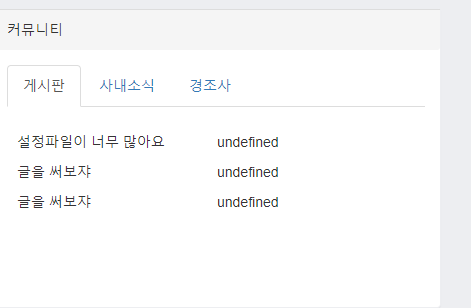 커뮤니티
게시판 사내소식 경조사
설정파일이 너무 많아요 undefined
글을 써보쟈 undefined
글을 써보쟈 undefined